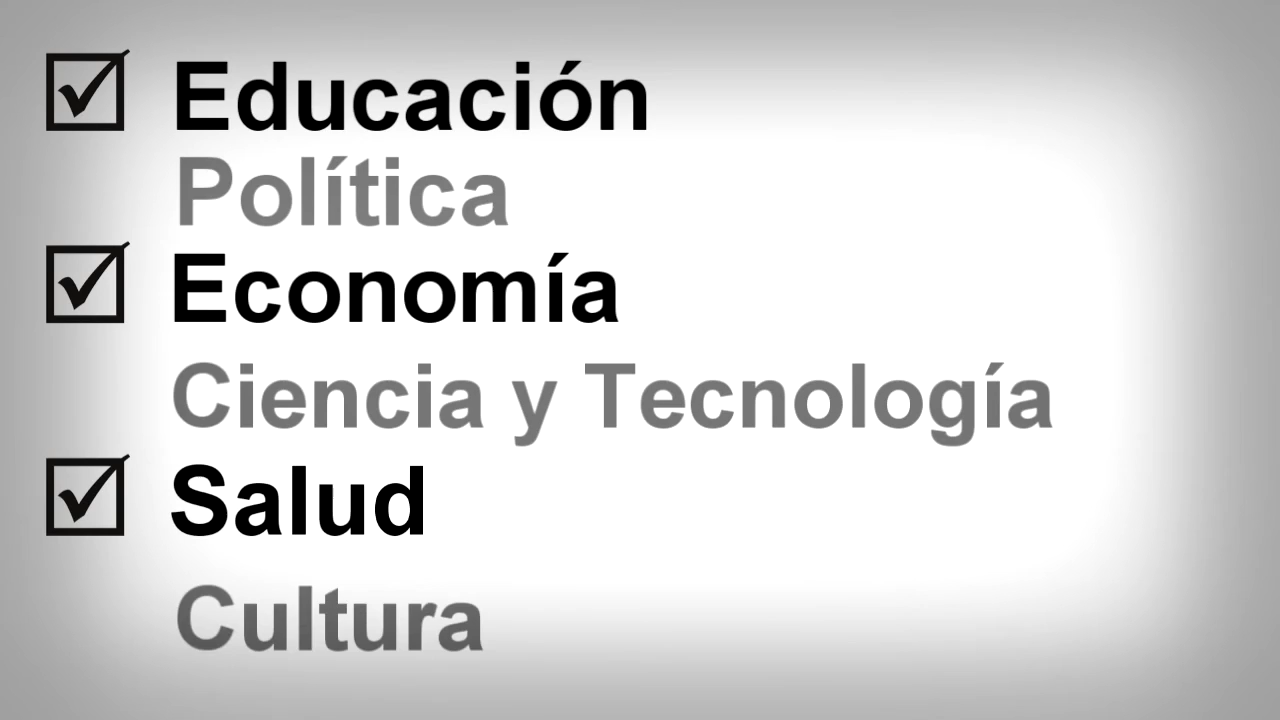 Educación
Política
Economía
Ciencia y Tecnología
Salud
Cultura